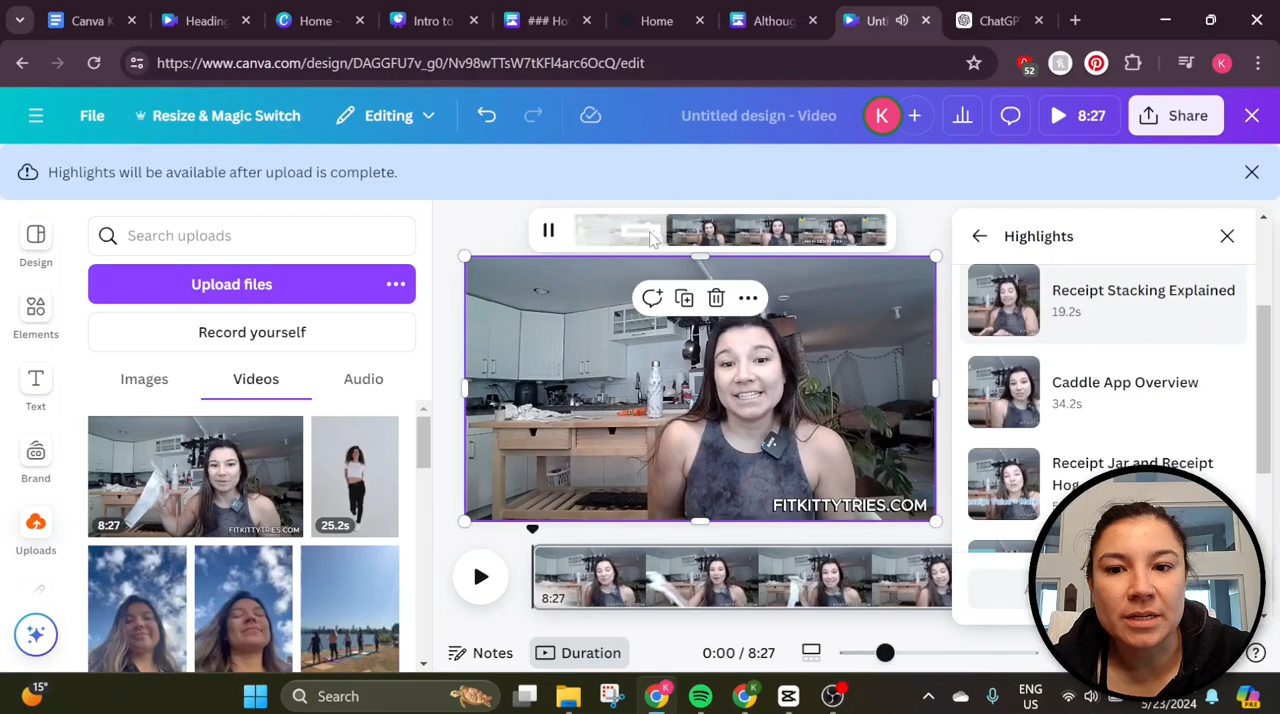 Canva K
Heading
Home -
Intro to
### Ho
Home
Althoug
Unti
ChatGP
https://www.canva.com/design/DAGGFU7v_g0/Nv98wTTsW7tKFl4arc6OcQ/edit
52
K
File
Resize & Magic Switch
Editing
Untitled design - Video
K
8:27
Share
Highlights will be available after upload is complete.
Design
Elements
Text
Brand
Uploads
Search uploads
Upload files
Record yourself
Images
Videos
Audio
FITKITTYTRIES.COM
8:27
25.2s
FITKITTYTRIES.COM
8:27
Notes
Duration
0:00 / 8:27
Highlights
Receipt Stacking Explained
19.2s
Caddle App Overview
34.2s
Receipt Jar and Receipt
Hog
15°
Search
ENG
US
5/23/2024
PRE